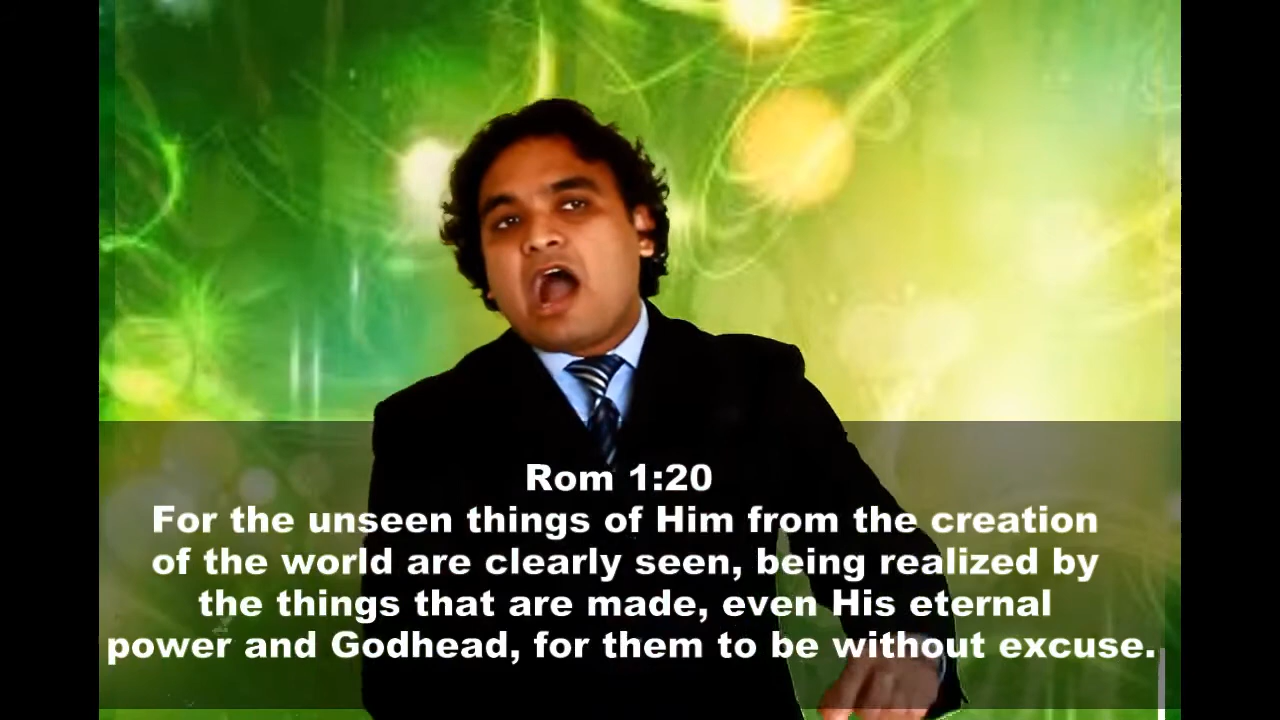 Rom 1:20
For the unseen things of Him from the creation
of the world are clearly seen, being realized by
the things that are made, even His eternal
power and Godhead, for them to be without excuse.